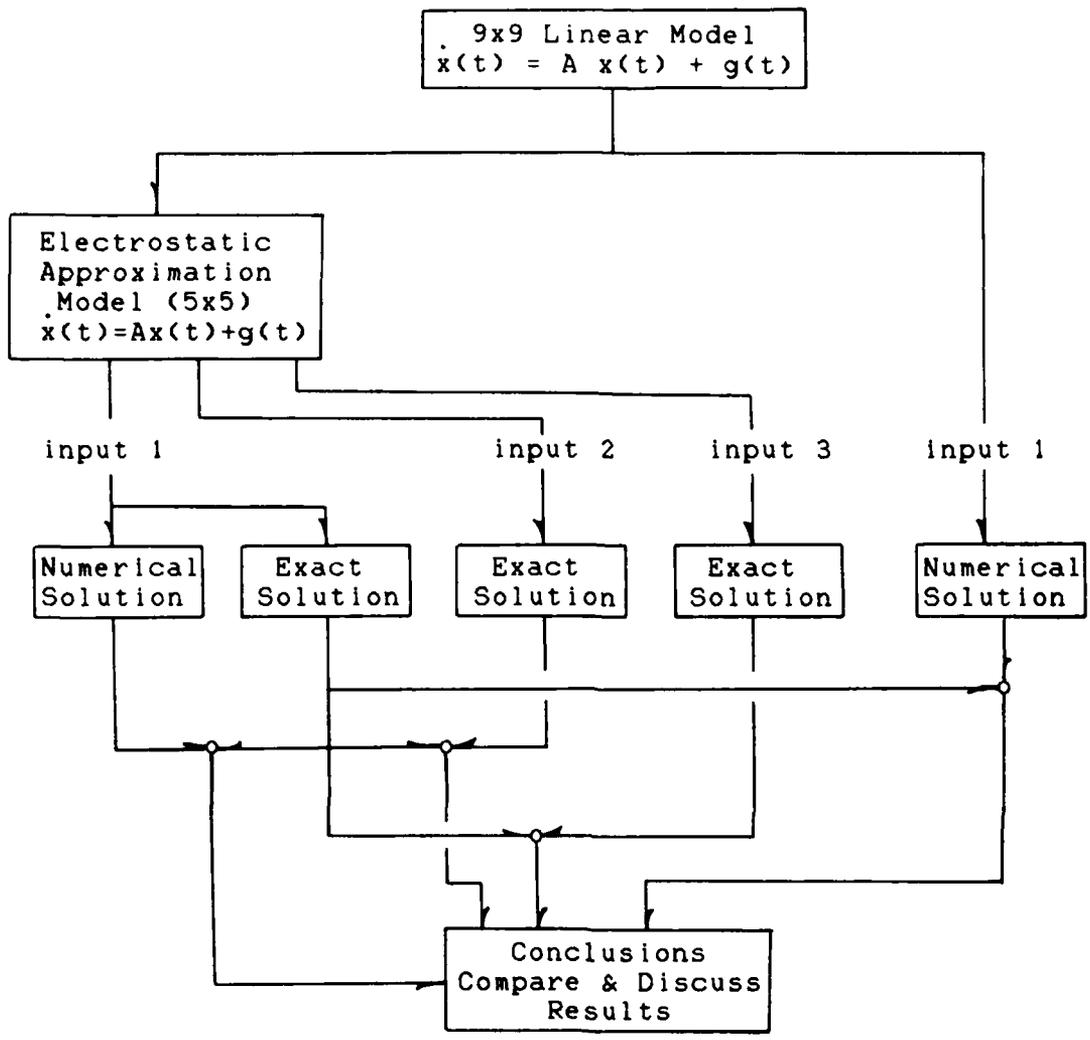 9x9 Linear Model
ẋ(t) = A x(t) + g(t)
Electrostatic
Approximation
Model (5x5)
ẋ(t)=Ax(t)+g(t)
input 1
input 2
input 3
input 1
Numerical
Solution
Exact
Solution
Exact
Solution
Exact
Solution
Numerical
Solution
Conclusions
Compare & Discuss
Results